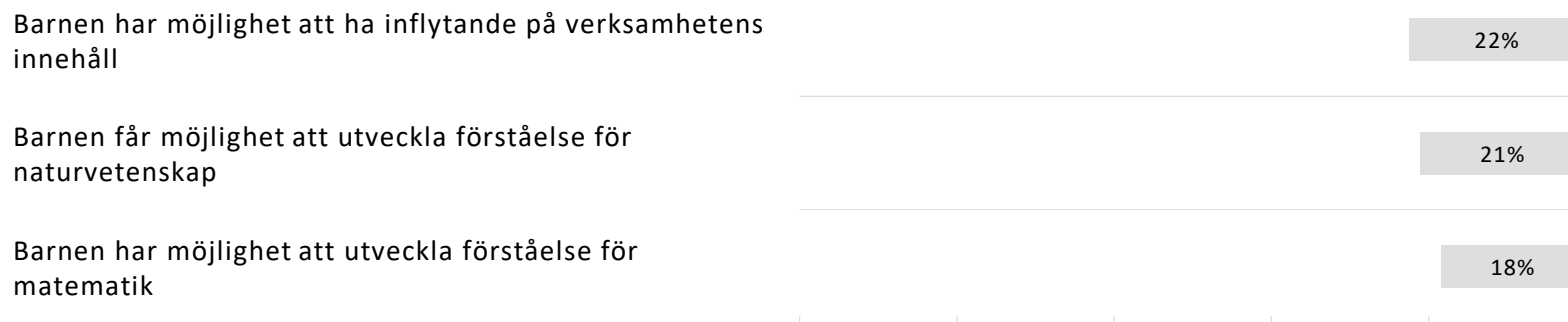 Barnen har möjlighet att ha inflytande på verksamhetens
innehåll
22%
Barnen får möjlighet att utveckla förståelse för
naturvetenskap
21%
Barnen har möjlighet att utveckla förståelse för
matematik
18%